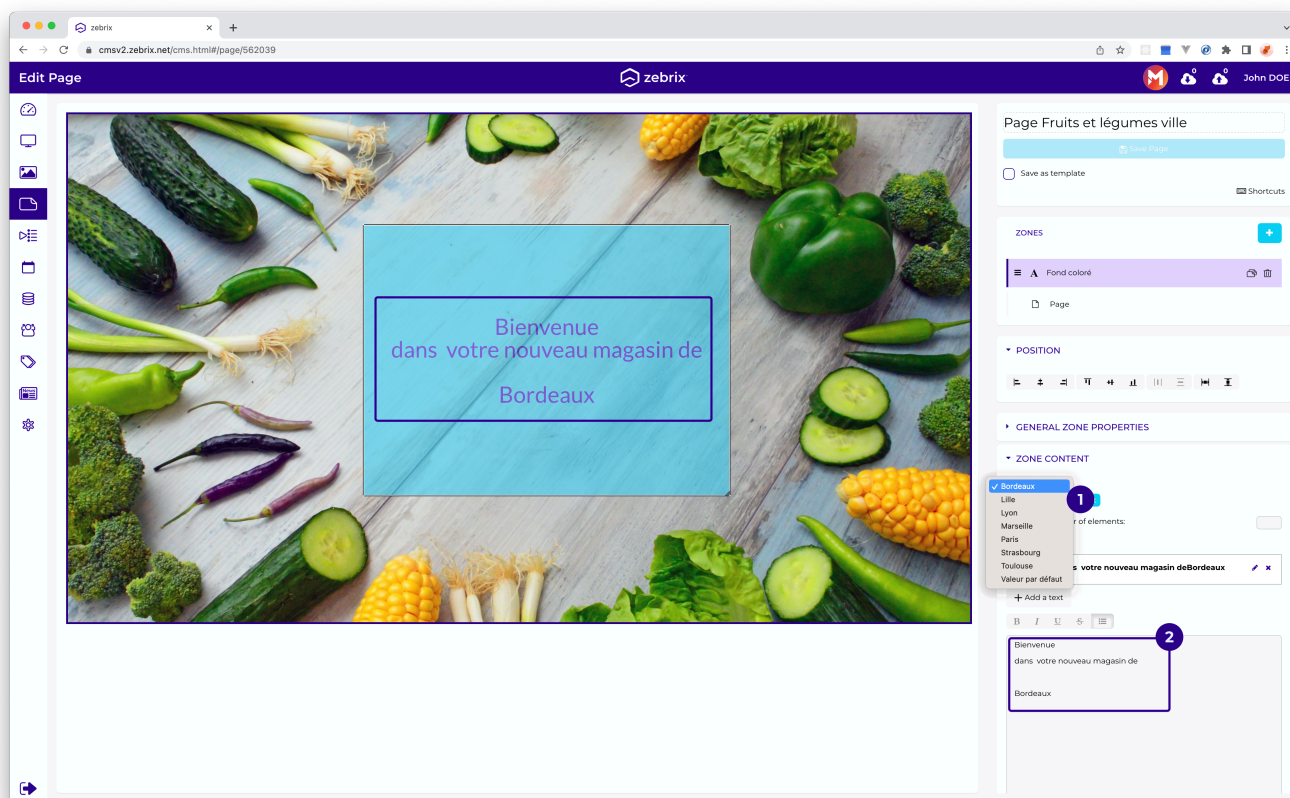 zebrix
cmsv2.zebrix.net/cms.html#/page/562039
Edit Page
zebrix
0
0
John DOE
Page Fruits et légumes ville
Save Page
Save as template
Shortcuts
ZONES
A Fond coloré
Page
POSITION
GENERAL ZONE PROPERTIES
ZONE CONTENT
Bordeaux
Lille
Lyon
Marseille
Paris
Strasbourg
Toulouse
Valeur par défaut
1
r of elements:
s votre nouveau magasin deBordeaux
+ Add a text
B I U S
2
Bienvenue
dans votre nouveau magasin de
Bordeaux
Bienvenue
dans votre nouveau magasin de
Bordeaux
News